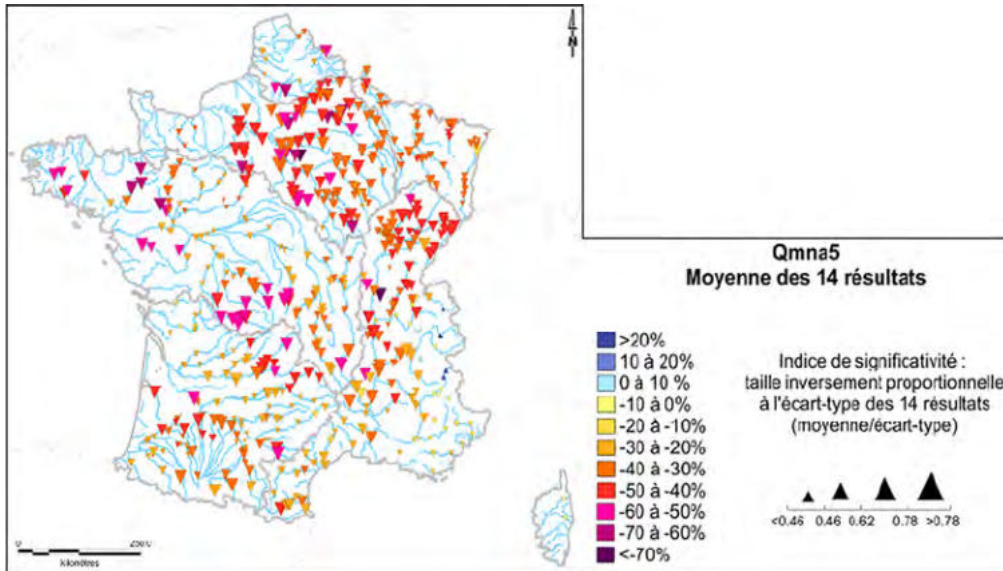 N
Qmna5
Moyenne des 14 résultats
>20%
10 à 20%
0 à 10 %
-10 à 0%
-20 à -10%
-30 à -20%
-40 à -30%
-50 à -40%
-60 à -50%
-70 à -60%
<-70%
Indice de significativité :
taille inversement proportionnelle
à l'écart-type des 14 résultats
(moyenne/écart-type)
<0.46 0.46 0.62 0.78 >0.78
kilomètres